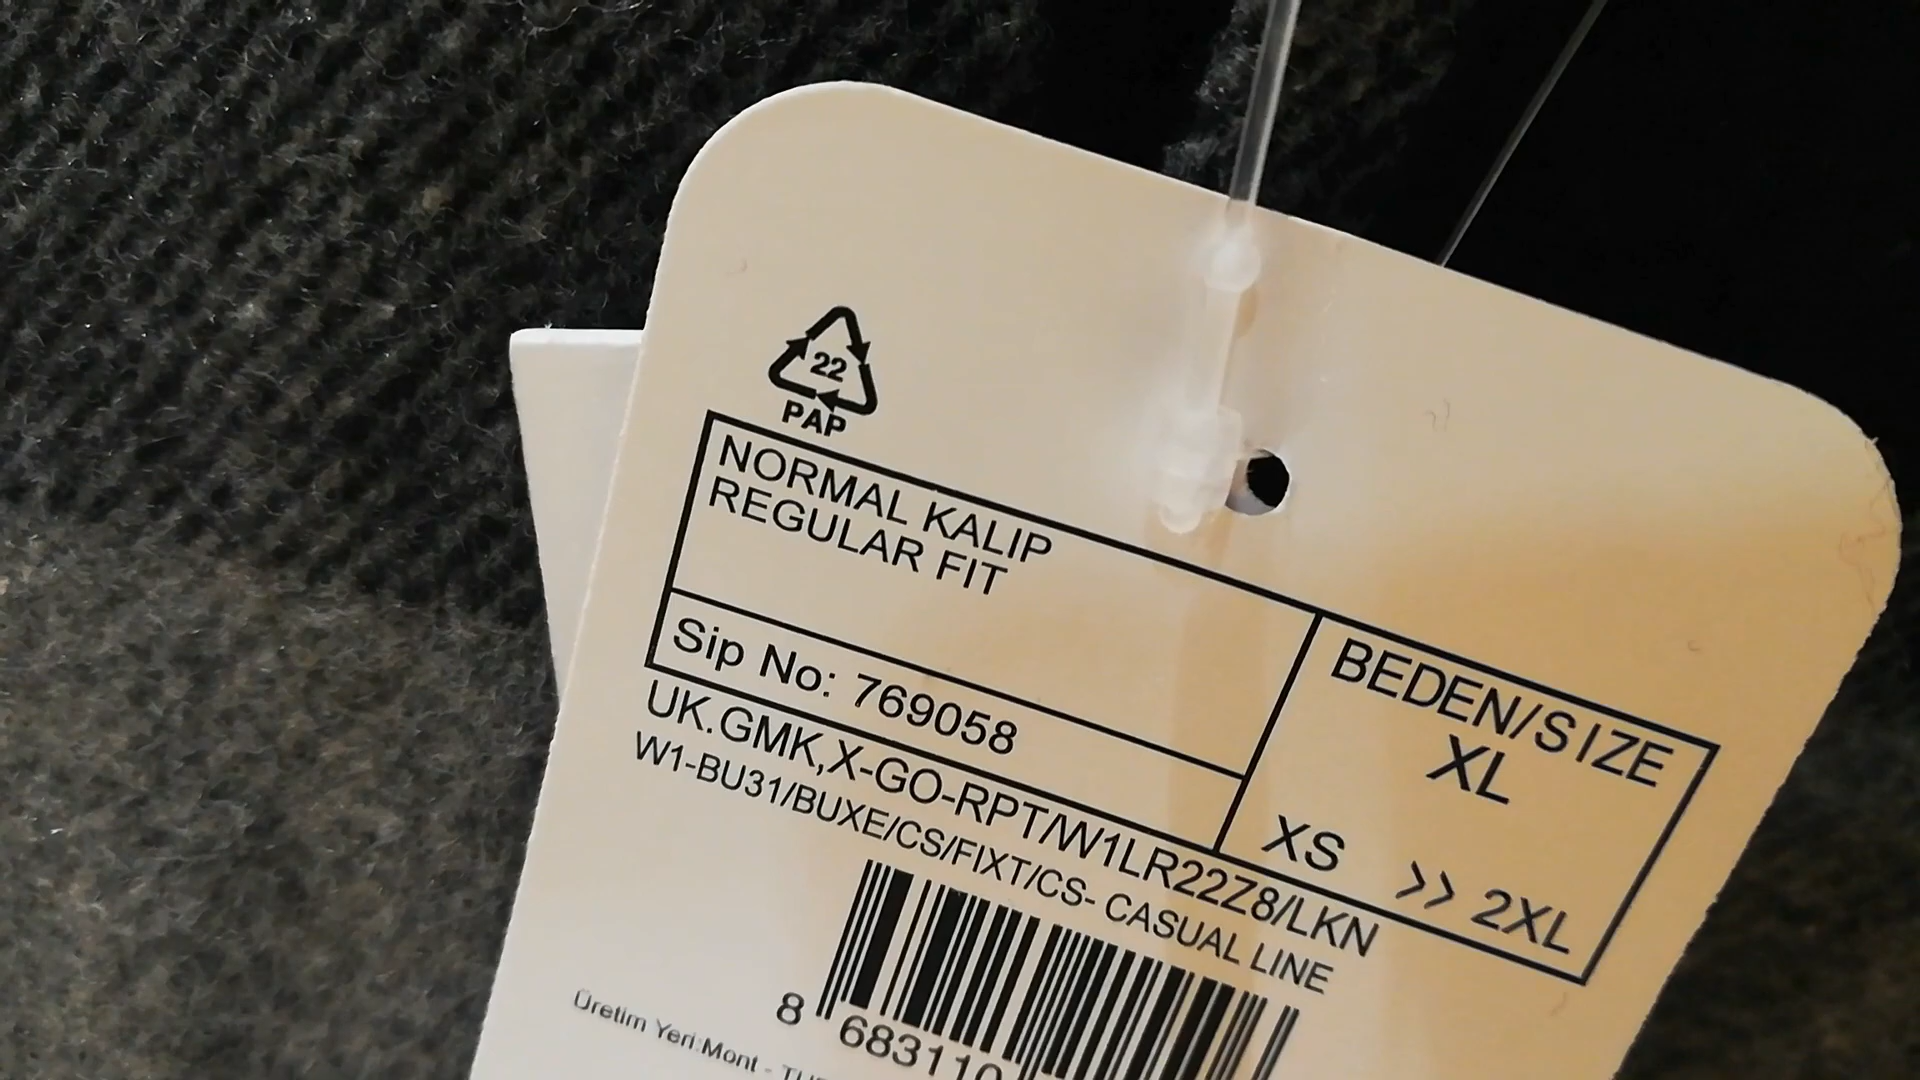 22
PAP
NORMAL KALIP
REGULAR FIT
BEDEN/SIZE
XL
XS >> 2XL
Sip No: 769058
UK.GMK,X-GO-RPT/W1LR22Z8/LKN
W1-BU31/BUXE/CS/FIXT/CS- CASUAL LINE
8 683110
Üretim Yeri:Mont -